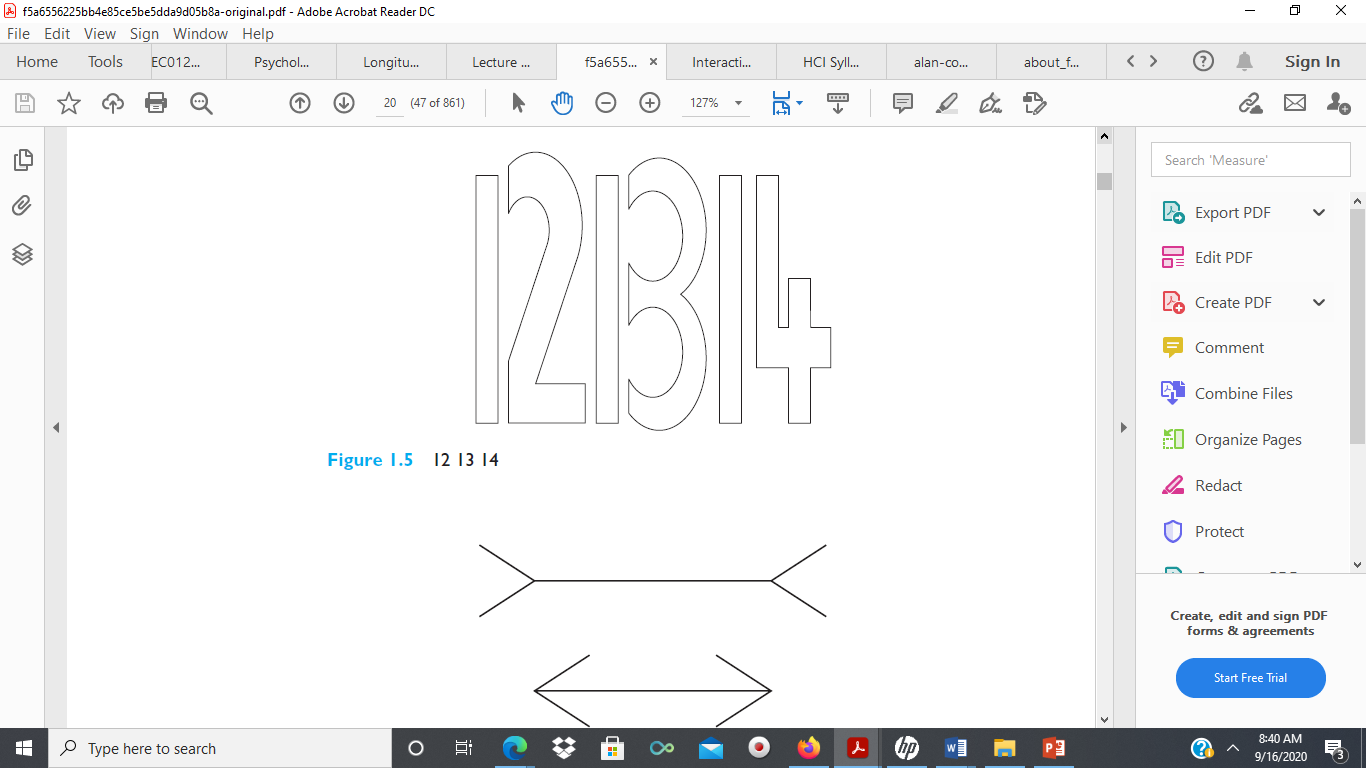 f5a6556225bb4e85ce5be5dda9d05b8a-original.pdf - Adobe Acrobat Reader DC
File Edit View Sign Window Help
Home Tools EC012... Psychol... Longitu... Lecture ... f5a655... × Interacti... HCI Syll... alan-co... about_f... ? Sign In
20 (47 of 861) 127%
Search 'Measure'
12 13 14
Export PDF
Edit PDF
Create PDF
Comment
Combine Files
Organize Pages
Redact
Protect
Figure 1.5 12 13 14
Create, edit and sign PDF
forms & agreements
Start Free Trial
Type here to search
8:40 AM
9/16/2020
3